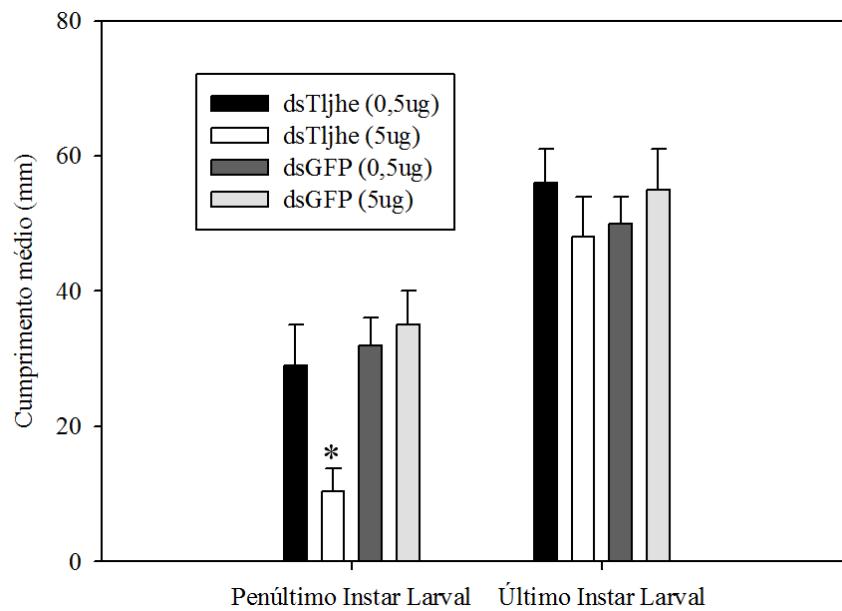 80
60
40
20
0
Cumprimento médio (mm)
dsTljhe (0,5ug)
dsTljhe (5ug)
dsGFP (0,5ug)
dsGFP (5ug)
*
Penúltimo Instar Larval
Último Instar Larval